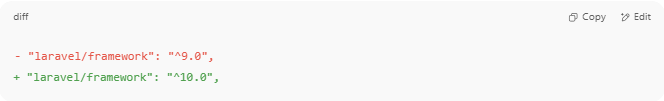 diff
Copy
Edit
- "laravel/framework": "^9.0",
+ "laravel/framework": "^10.0",